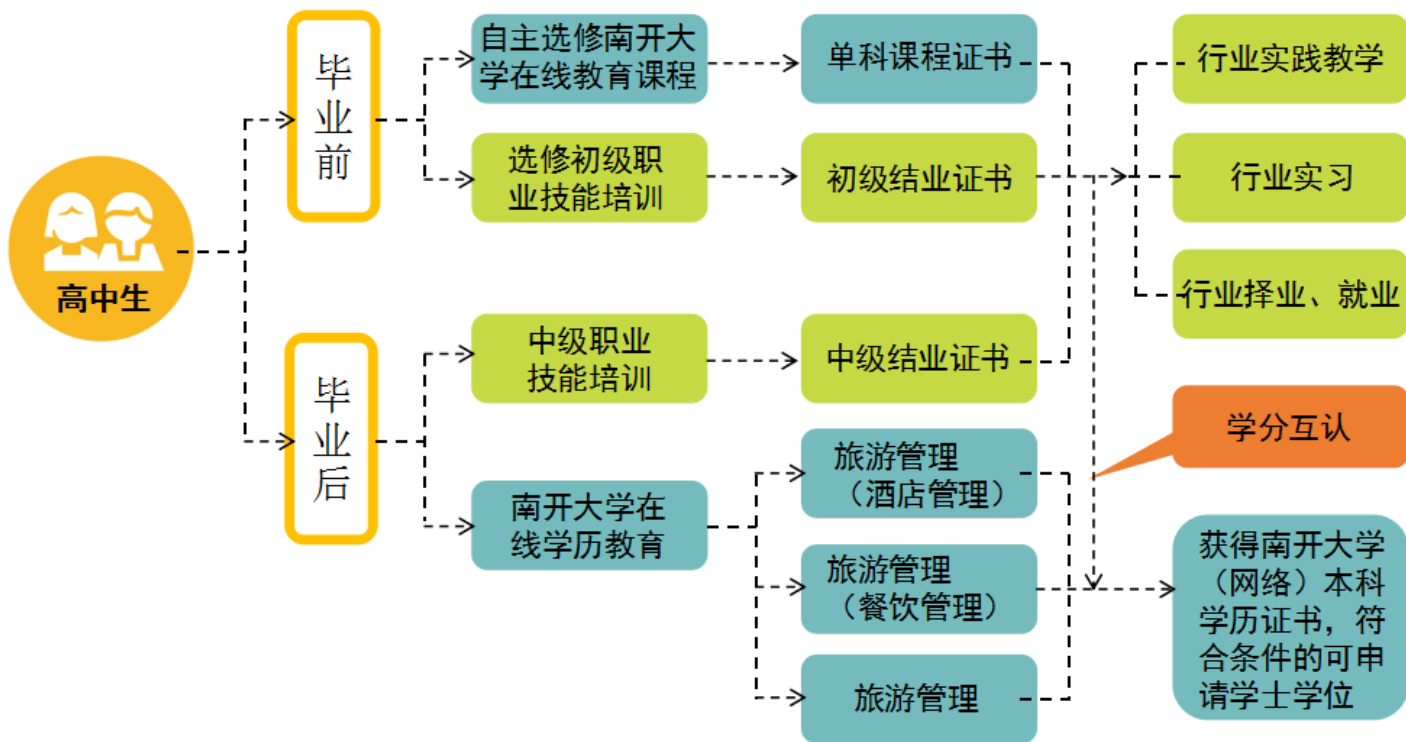 高中生
毕
业
前
毕
业
后
自主选修南开大
学在线教育课程
选修初级职
业技能培训
中级职业
技能培训
南开大学在
线学历教育
单科课程证书
初级结业证书
中级结业证书
旅游管理
（酒店管理）
旅游管理
（餐饮管理）
旅游管理
行业实践教学
行业实习
行业择业、就业
学分互认
获得南开大学
（网络）本科
学历证书，符
合条件的可申
请学士学位